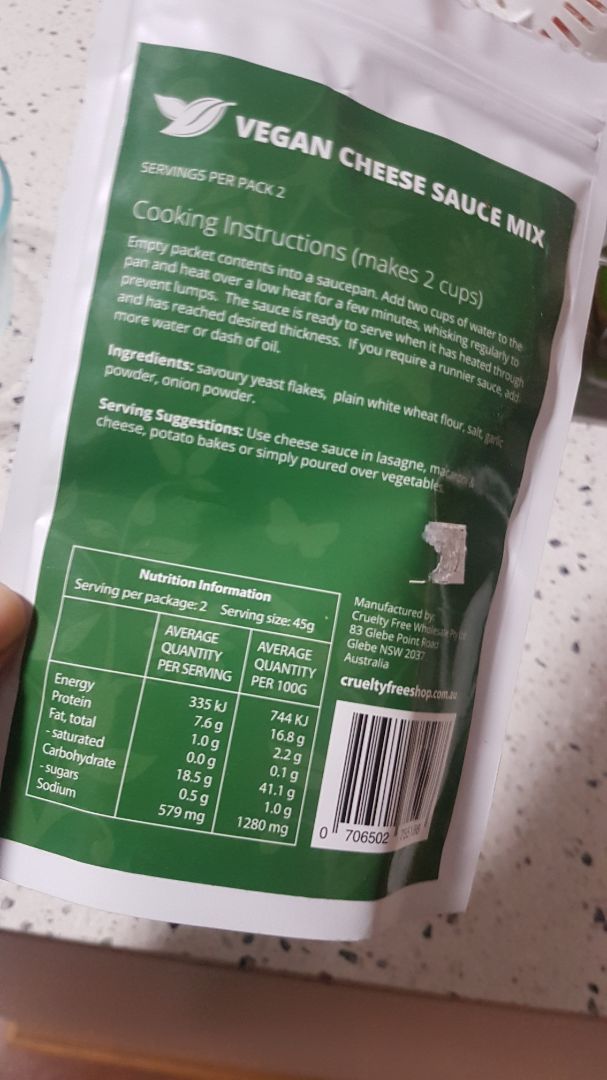 VEGAN CHEESE SAUCE MIX
SERVINGS PER PACK 2
Cooking Instructions (makes 2 cups)
Empty packet contents into a saucepan. Add two cups of water to the
pan and heat over a low heat for a few minutes, whisking regularly to
prevent lumps. The sauce is ready to serve when it has heated through
and has reached desired thickness. If you require a runnier sauce, add
more water or dash of oil.
Ingredients: savoury yeast flakes, plain white wheat flour, salt, garlic
powder, onion powder.
Serving Suggestions: Use cheese sauce in lasagne, macaroni &
cheese, potato bakes or simply poured over vegetables
Nutrition Information
Serving per package: 2 Serving size: 45g
AVERAGE QUANTITY PER SERVING AVERAGE QUANTITY PER 100G
Energy 335 kJ 744 KJ
Protein 7.6 g 16.8 g
Fat, total 1.0 g 2.2 g
- saturated 0.0 g 0.1 g
Carbohydrate 18.5 g 41.1 g
- sugars 0.5 g 1.0 g
Sodium 579 mg 1280 mg
Manufactured by:
Cruelty Free Wholesale Pty Ltd
83 Glebe Point Road
Glebe NSW 2037
Australia
crueltyfreeshop.com.au
0 706502